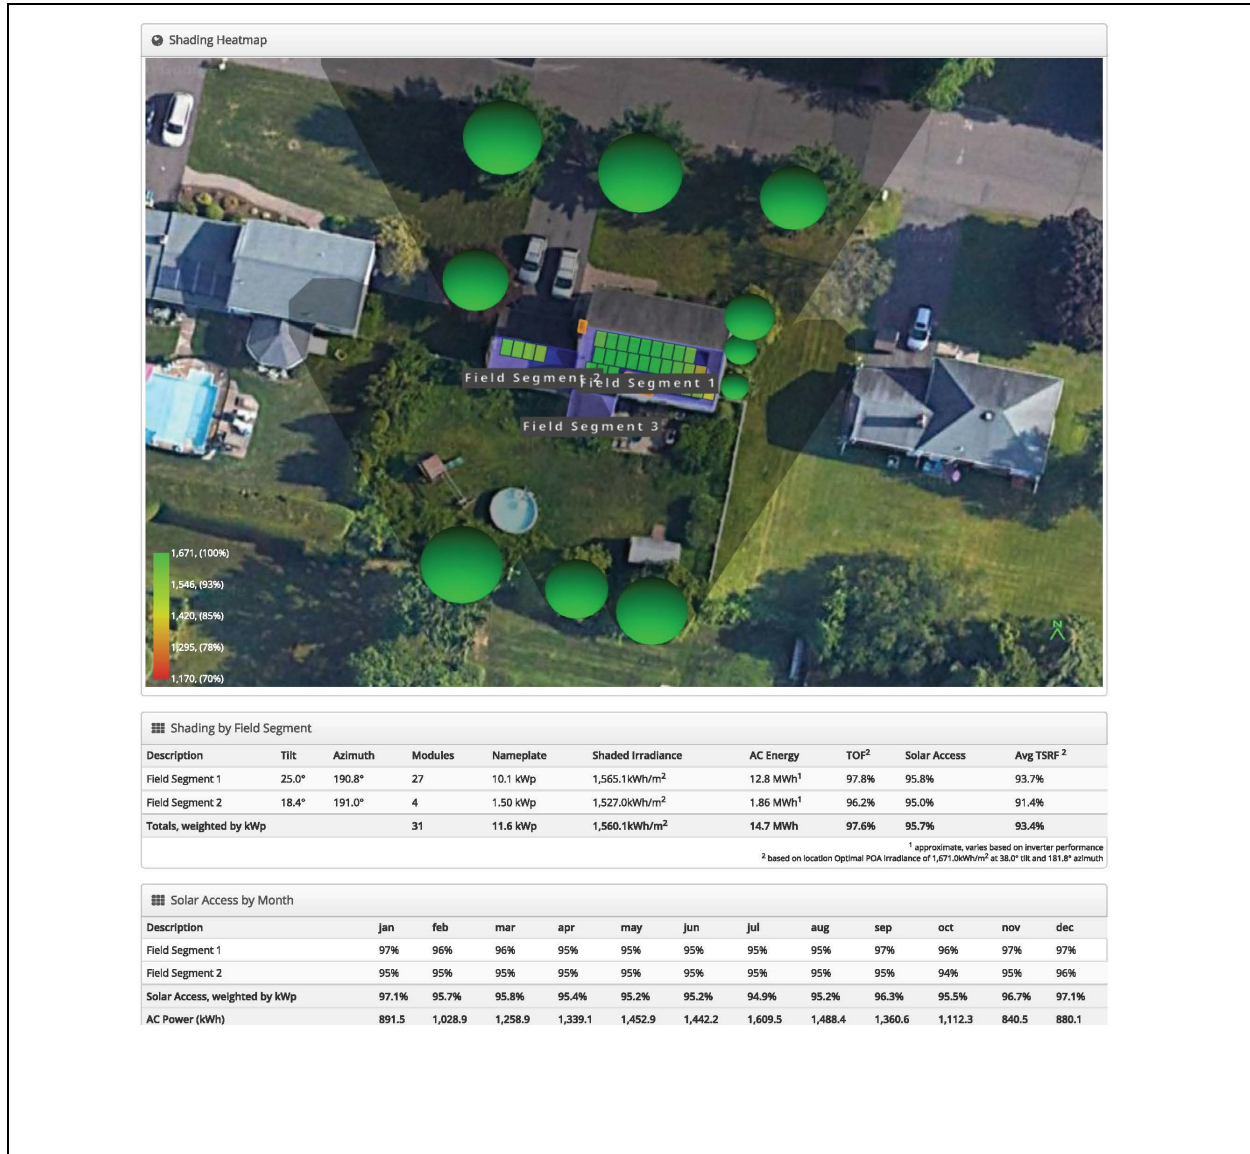 Shading Heatmap
Field Segment 2
Field Segment 1
Field Segment 3
1,671, (100%)
1,546, (93%)
1,420, (85%)
1,295, (78%)
1,170, (70%)
N
Shading by Field Segment
Description Tilt Azimuth Modules Nameplate Shaded Irradiance AC Energy TOF² Solar Access Avg TSRF ²
Field Segment 1 25.0° 190.8° 27 10.1 kWp 1,565.1kWh/m² 12.8 MWh¹ 97.8% 95.8% 93.7%
Field Segment 2 18.4° 191.0° 4 1.50 kWp 1,527.0kWh/m² 1.86 MWh¹ 96.2% 95.0% 91.4%
Totals, weighted by kWp 31 11.6 kWp 1,560.1kWh/m² 14.7 MWh 97.6% 95.7% 93.4%
¹ approximate, varies based on inverter performance
² based on location Optimal POA Irradiance of 1,671.0kWh/m² at 38.0° tilt and 181.8° azimuth
Solar Access by Month
Description jan feb mar apr may jun jul aug sep oct nov dec
Field Segment 1 97% 96% 96% 95% 95% 95% 95% 95% 97% 96% 97% 97%
Field Segment 2 95% 95% 95% 95% 95% 95% 95% 95% 95% 94% 95% 96%
Solar Access, weighted by kWp 97.1% 95.7% 95.8% 95.4% 95.2% 95.2% 94.9% 95.2% 96.3% 95.5% 96.7% 97.1%
AC Power (kWh) 891.5 1,028.9 1,258.9 1,339.1 1,452.9 1,442.2 1,609.5 1,488.4 1,360.6 1,112.3 840.5 880.1